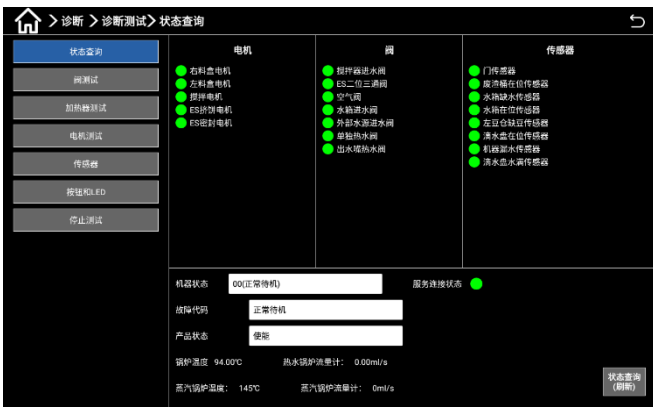 诊断 > 诊断测试 > 状态查询
状态查询
阀测试
加热器测试
电机测试
传感器
按钮和LED
停止测试
电机
右料盒电机
左料盒电机
搅拌电机
ES挤饼电机
ES密封电机
阀
搅拌器进水阀
ES二位三通阀
空气阀
水箱进水阀
外部水源进水阀
单独热水阀
出水嘴热水阀
传感器
门传感器
废渣桶在位传感器
水箱缺水传感器
水箱在位传感器
左豆仓缺豆传感器
滴水盘在位传感器
机器漏水传感器
滴水盘水满传感器
机器状态 00(正常待机) 服务连接状态
故障代码 正常待机
产品状态 使能
锅炉温度 94.00℃ 热水锅炉流量计: 0.00ml/s
蒸汽锅炉温度: 145℃ 蒸汽锅炉流量计: 0ml/s
状态查询
(刷新)